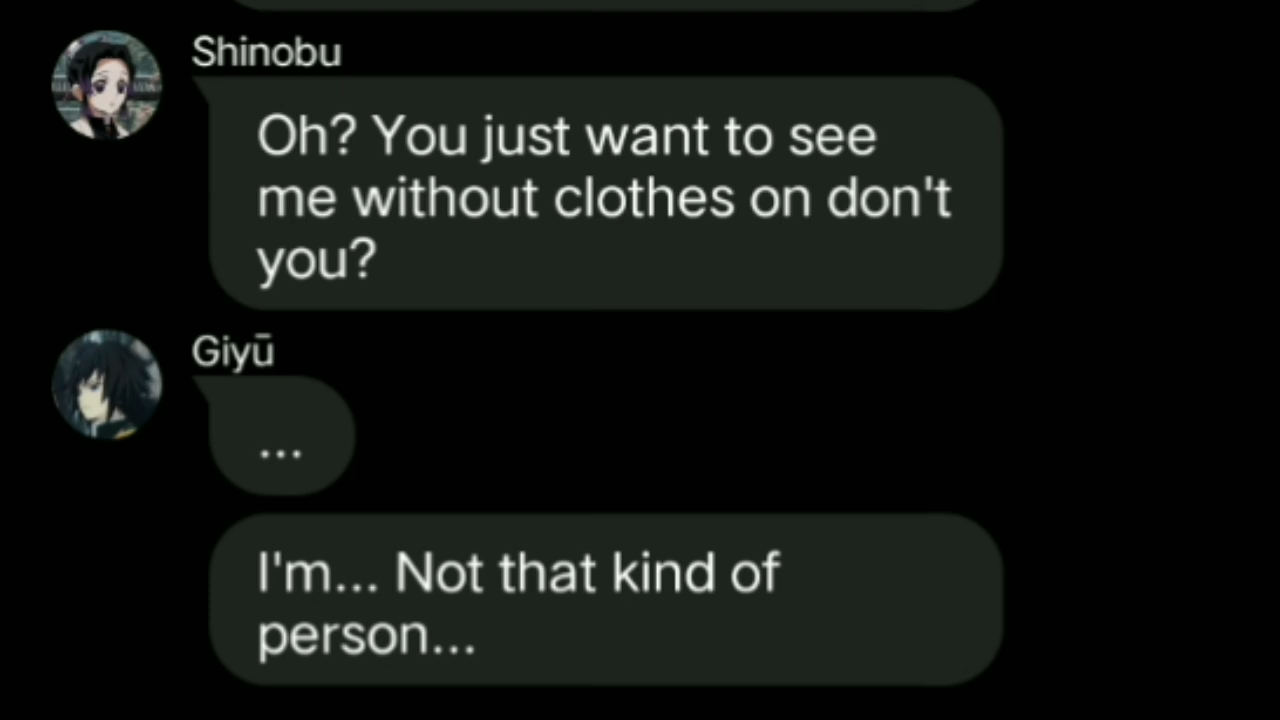 Shinobu
Oh? You just want to see
me without clothes on don't
you?
Giyū
...
I'm... Not that kind of
person...